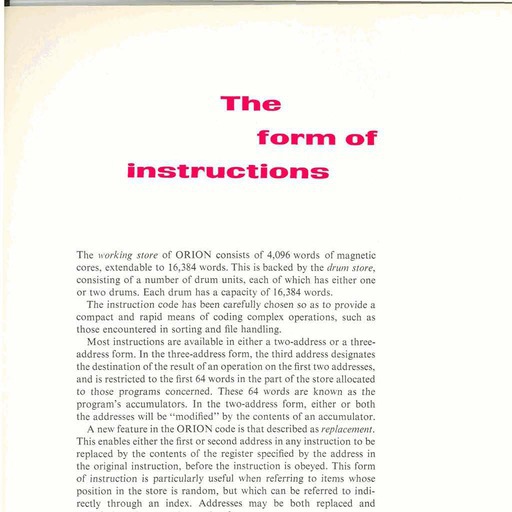 The
form of
instructions
The working store of ORION consists of 4,096 words of magnetic
cores, extendable to 16,384 words. This is backed by the drum store,
consisting of a number of drum units, each of which has either one
or two drums. Each drum has a capacity of 16,384 words.
The instruction code has been carefully chosen so as to provide a
compact and rapid means of coding complex operations, such as
those encountered in sorting and file handling.
Most instructions are available in either a two-address or a three-
address form. In the three-address form, the third address designates
the destination of the result of an operation on the first two addresses,
and is restricted to the first 64 words in the part of the store allocated
to those programs concerned. These 64 words are known as the
program's accumulators. In the two-address form, either or both
the addresses will be "modified" by the contents of an accumulator.
A new feature in the ORION code is that described as replacement.
This enables either the first or second address in any instruction to be
replaced by the contents of the register specified by the address in
the original instruction, before the instruction is obeyed. This form
of instruction is particularly useful when referring to items whose
position in the store is random, but which can be referred to indi-
rectly through an index. Addresses may be both replaced and